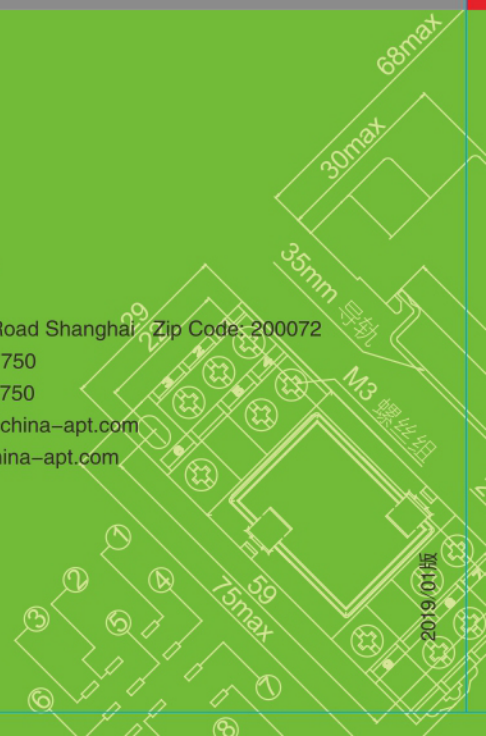 68max
30max
35mm 导轨
29
Road Shanghai Zip Code: 200072
750
750
china-apt.com
ina-apt.com
M3 螺丝组
59
75max
2019/01版
①
②
④
③
⑤
⑥
⑦
⑧